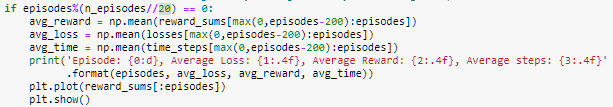 if episodes%(n_episodes//20) == 0:
    avg_reward = np.mean(reward_sums[max(0,episodes-200):episodes])
    avg_loss = np.mean(losses[max(0,episodes-200):episodes])
    avg_time = np.mean(time_steps[max(0,episodes-200):episodes])
    print('Episode: {0:d}, Average Loss: {1:.4f}, Average Reward: {2:.4f}, Average steps: {3:.4f}'
          .format(episodes, avg_loss, avg_reward, avg_time))
    plt.plot(reward_sums[:episodes])
    plt.show()